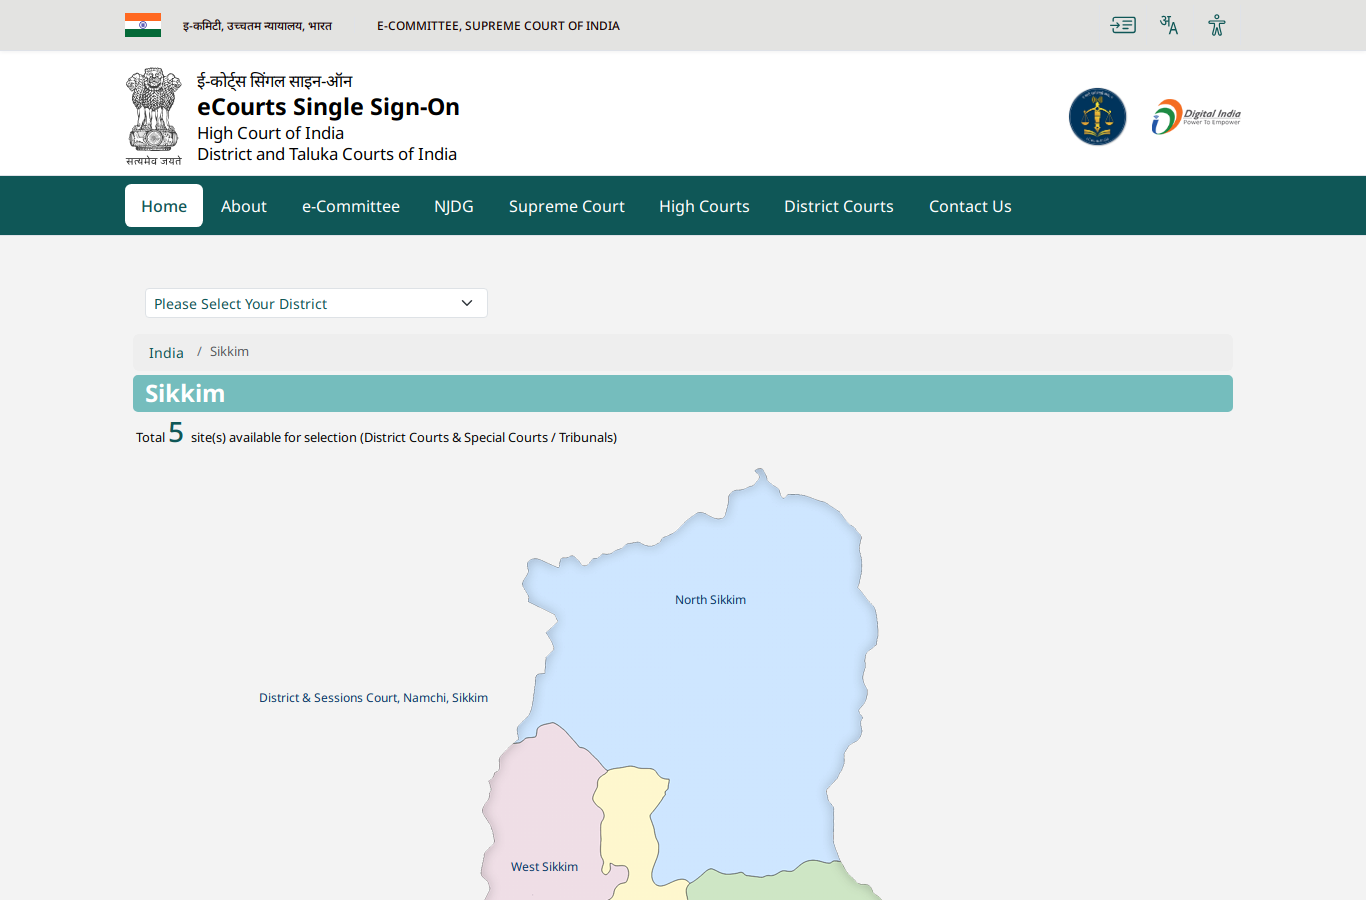 इ-कमिटी, उच्चतम न्यायालय, भारत
E-COMMITTEE, SUPREME COURT OF INDIA
सत्यमेव जयते
ई-कोर्ट्स सिंगल साइन-ऑन
eCourts Single Sign-On
High Court of India
District and Taluka Courts of India
Digital India
Power To Empower
Home
About
e-Committee
NJDG
Supreme Court
High Courts
District Courts
Contact Us
Please Select Your District
India / Sikkim
Sikkim
Total 5 site(s) available for selection (District Courts & Special Courts / Tribunals)
North Sikkim
District & Sessions Court, Namchi, Sikkim
West Sikkim